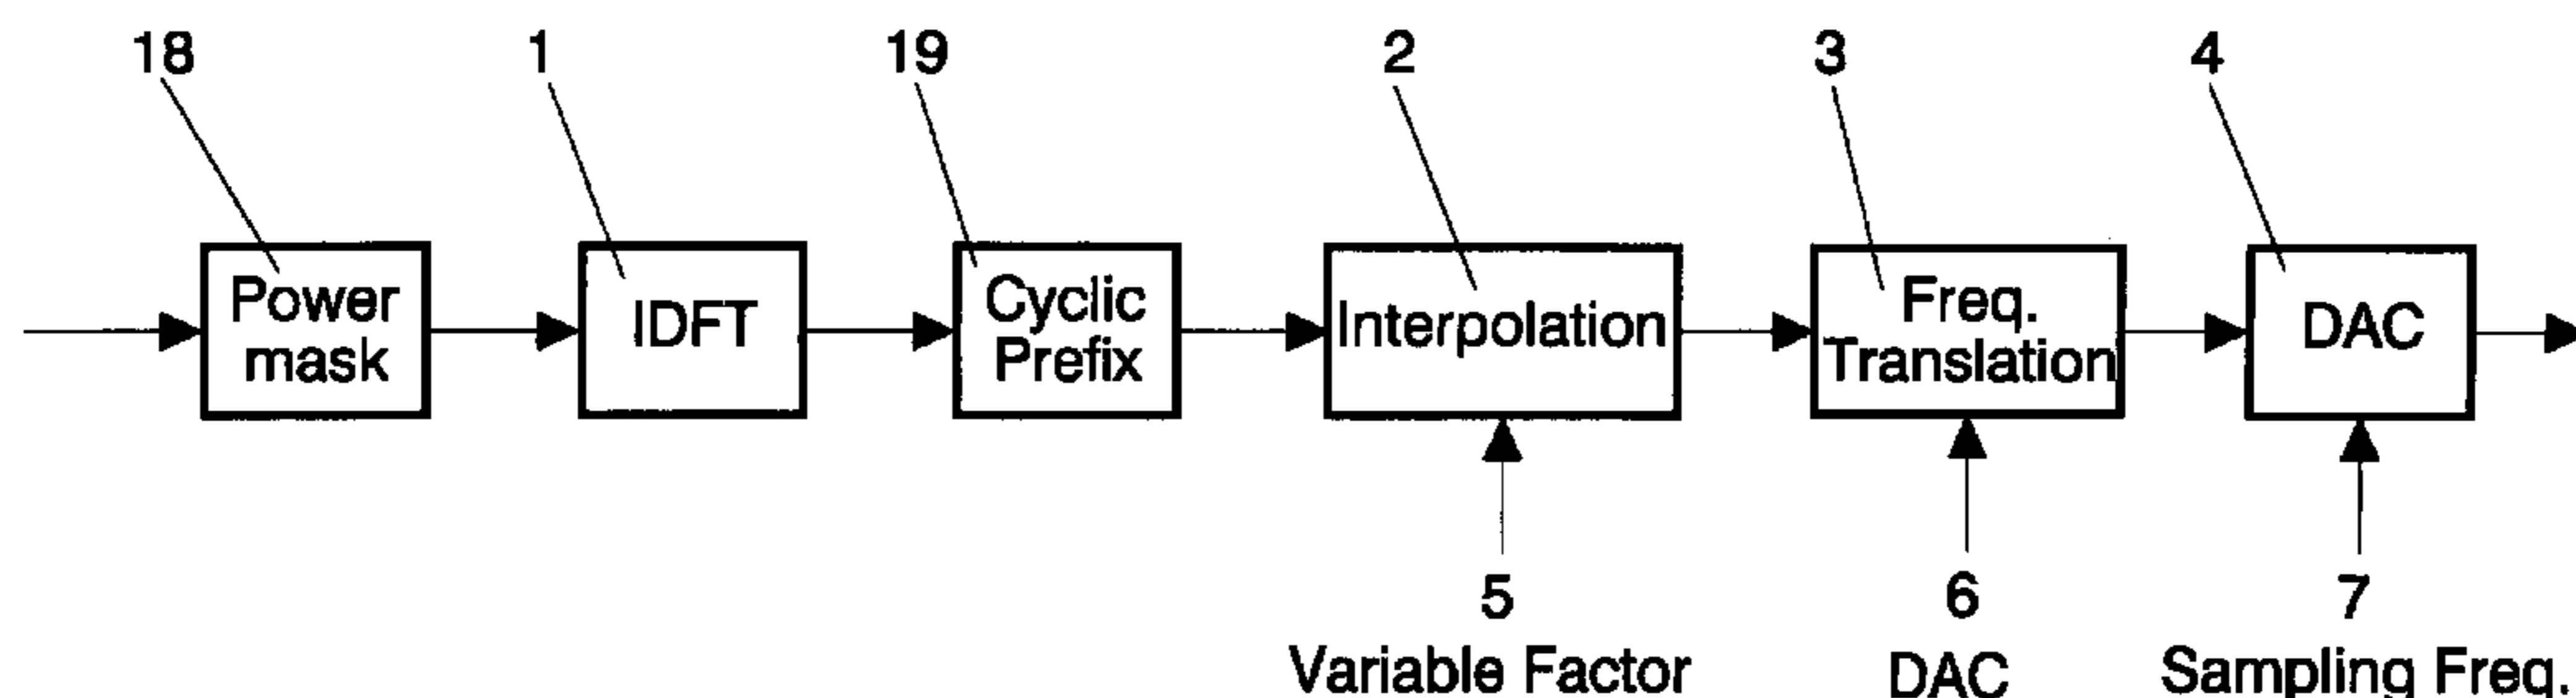 18
1
19
2
3
4
Power
mask
IDFT
Cyclic
Prefix
Interpolation
Freq.
Translation
DAC
5
Variable Factor
6
DAC
7
Sampling Freq.